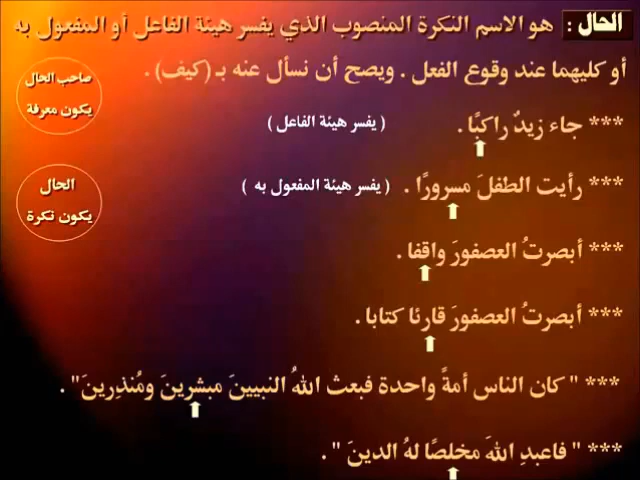 الحال : هو الاسم النكرة المنصوب الذي يفسر هيئة الفاعل أو المفعول به
أو كليهما عند وقوع الفعل . ويصح أن نسأل عنه بـ (كيف) .
صاحب الحال
يكون معرفة
*** جاء زيدٌ راكبًا . ( يفسر هيئة الفاعل )
الحال
يكون نكرة
*** رأيت الطفلَ مسرورًا . ( يفسر هيئة المفعول به )
*** أبصرتُ العصفورَ واقفا .
*** أبصرتُ العصفورَ قارئا كتابا .
*** " كان الناس أمةً واحدة فبعث اللهُ النبيينَ مبشرينَ ومُنذِرينَ" .
*** " فاعبدِ اللهَ مخلصًا لهُ الدينَ " .